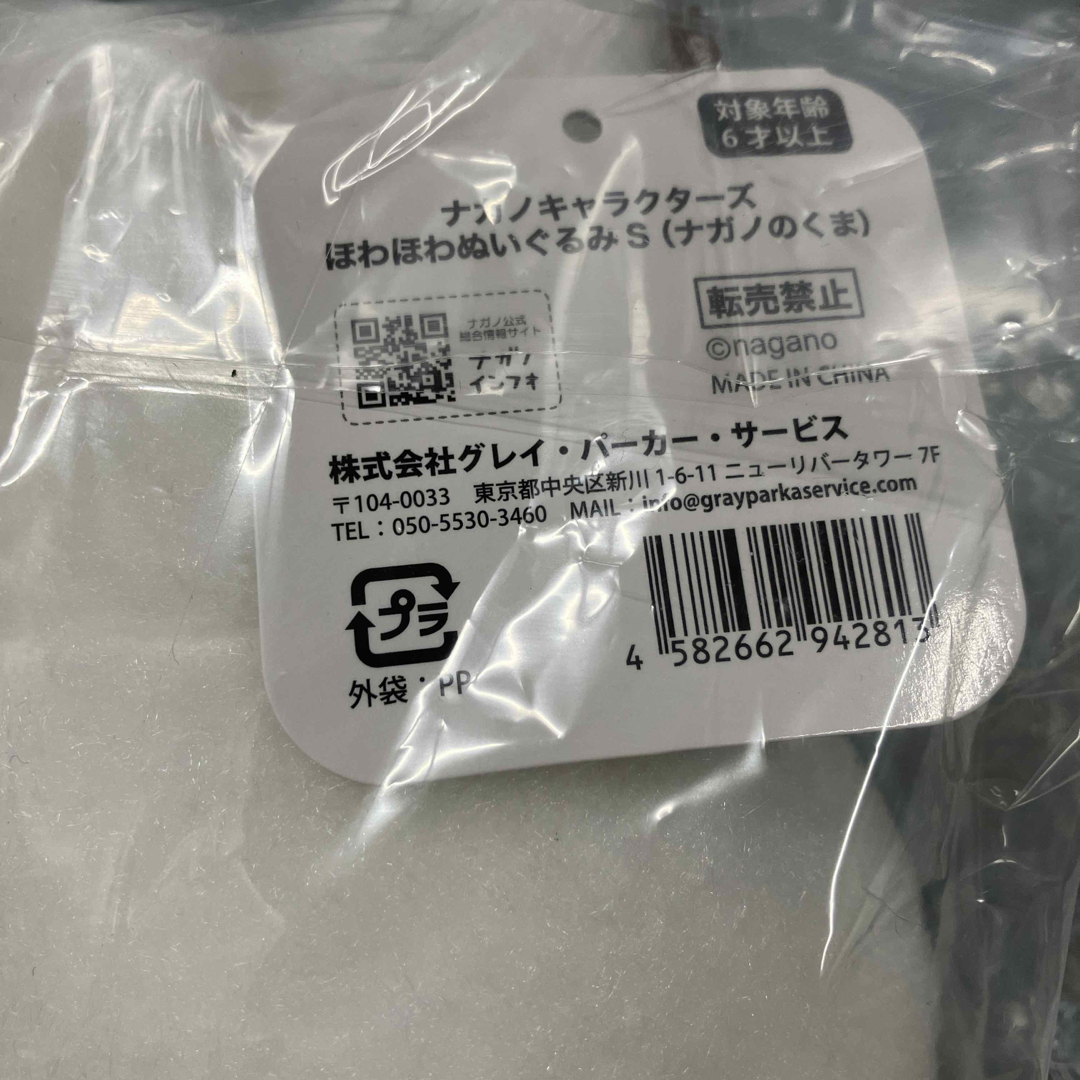 対象年齢
6才以上
ナガノキャラクターズ
ほわほわぬいぐるみS(ナガノのくま)
転売禁止
©nagano
MADE IN CHINA
ナガノ公式
総合情報サイト
ナガノ
インフォ
株式会社グレイ・パーカー・サービス
〒104-0033 東京都中央区新川1-6-11 ニューリバータワー7F
TEL:050-5530-3460 MAIL:info@grayparkaservice.com
プラ
外袋:PP
4 582662 942813